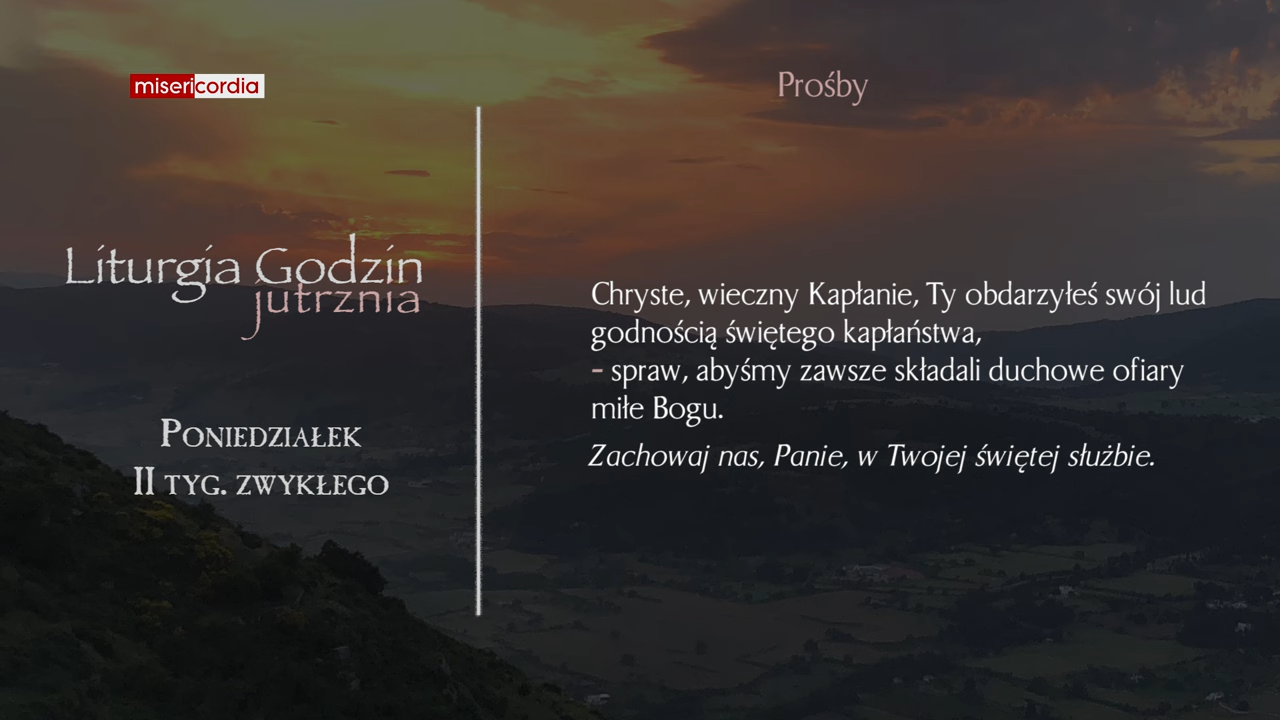 misericordia
Liturgia Godzin
jutrznia
Poniedziałek
II tyg. zwykłego
Prośby
Chryste, wieczny Kapłanie, Ty obdarzyłeś swój lud
godnością świętego kapłaństwa,
- spraw, abyśmy zawsze składali duchowe ofiary
miłe Bogu.
Zachowaj nas, Panie, w Twojej świętej służbie.